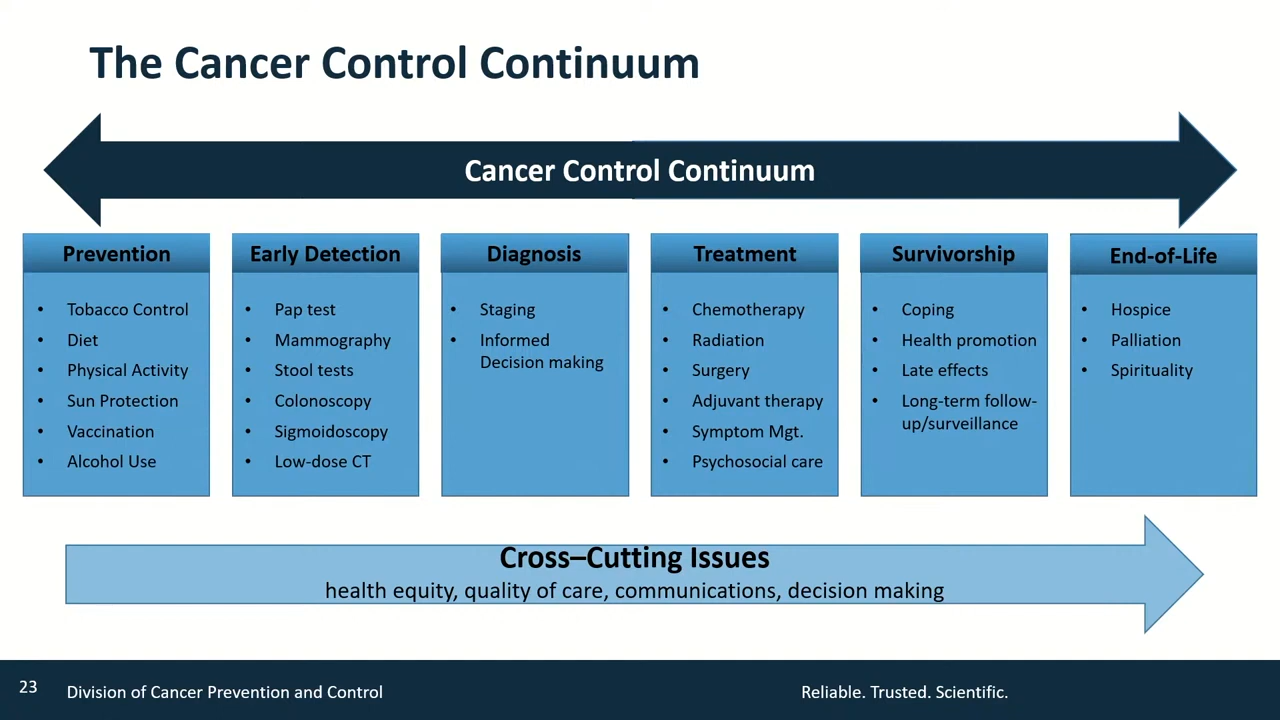 The Cancer Control Continuum
Cancer Control Continuum
Prevention
• Tobacco Control
• Diet
• Physical Activity
• Sun Protection
• Vaccination
• Alcohol Use
Early Detection
• Pap test
• Mammography
• Stool tests
• Colonoscopy
• Sigmoidoscopy
• Low-dose CT
Diagnosis
• Staging
• Informed
Decision making
Treatment
• Chemotherapy
• Radiation
• Surgery
• Adjuvant therapy
• Symptom Mgt.
• Psychosocial care
Survivorship
• Coping
• Health promotion
• Late effects
• Long-term follow-
up/surveillance
End-of-Life
• Hospice
• Palliation
• Spirituality
Cross–Cutting Issues
health equity, quality of care, communications, decision making
23
Division of Cancer Prevention and Control
Reliable. Trusted. Scientific.